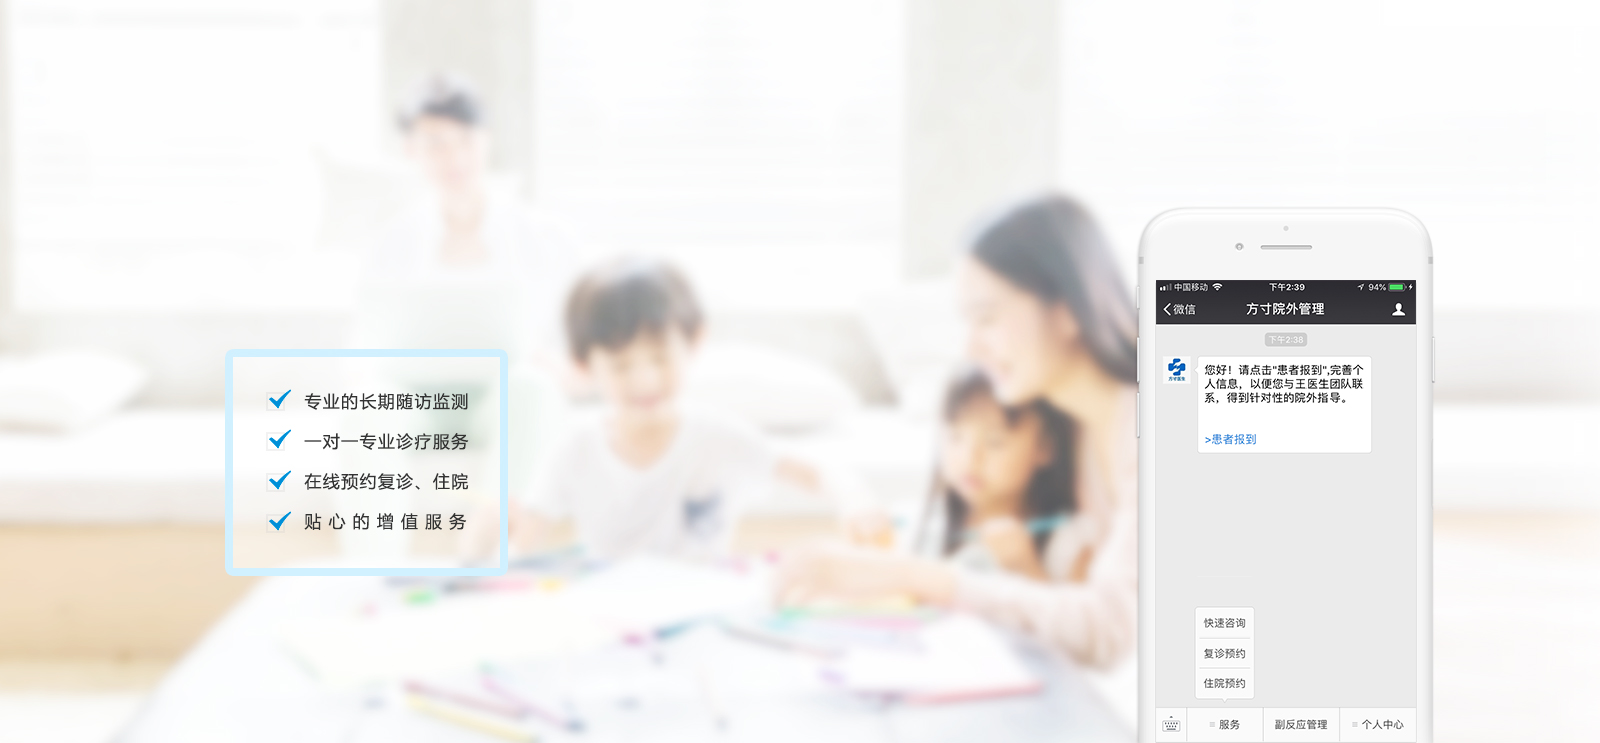 专业的长期随访监测
一对一专业诊疗服务
在线预约复诊、住院
贴心的增值服务
中国移动 下午2:39 94%
微信 方寸院外管理
下午2:38
方寸医生
您好！请点击"患者报到",完善个
人信息，以便您与王医生团队联
系，得到针对性的院外指导。
>患者报到
快速咨询
复诊预约
住院预约
服务 副反应管理 个人中心